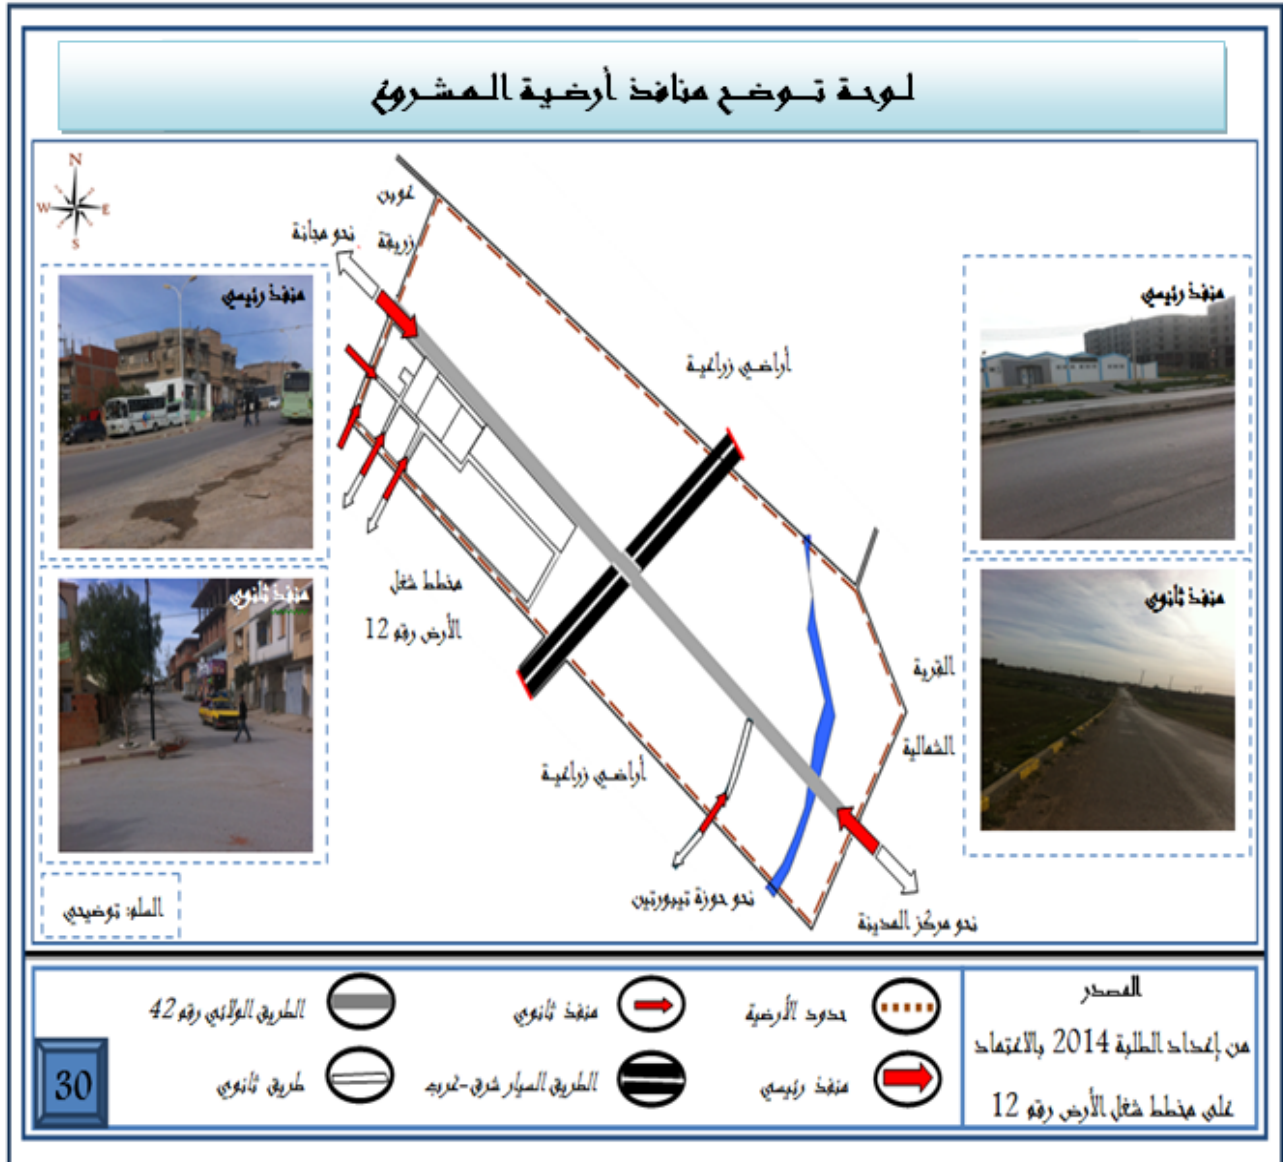 لوحة توضح منافذ أرضية المشروع
N
W
E
S
عوين
زريقة
نحو مجانة
منفذ رئيسي
منفذ رئيسي
أراضي زراعية
مخطط شغل
الأرض رقم 12
منفذ ثانوي
منفذ ثانوي
القرية
الشمالية
أراضي زراعية
نحو حوزة تيبورتين
نحو مركز المدينة
السلم: توضيحي
المصدر
من إعداد الطلبة 2014 بالاعتماد
على مخطط شغل الأرض رقم 12
حدود الأرضية
منفذ رئيسي
منفذ ثانوي
الطريق السيار شرق-غرب
الطريق الولائي رقم 42
طريق ثانوي
30